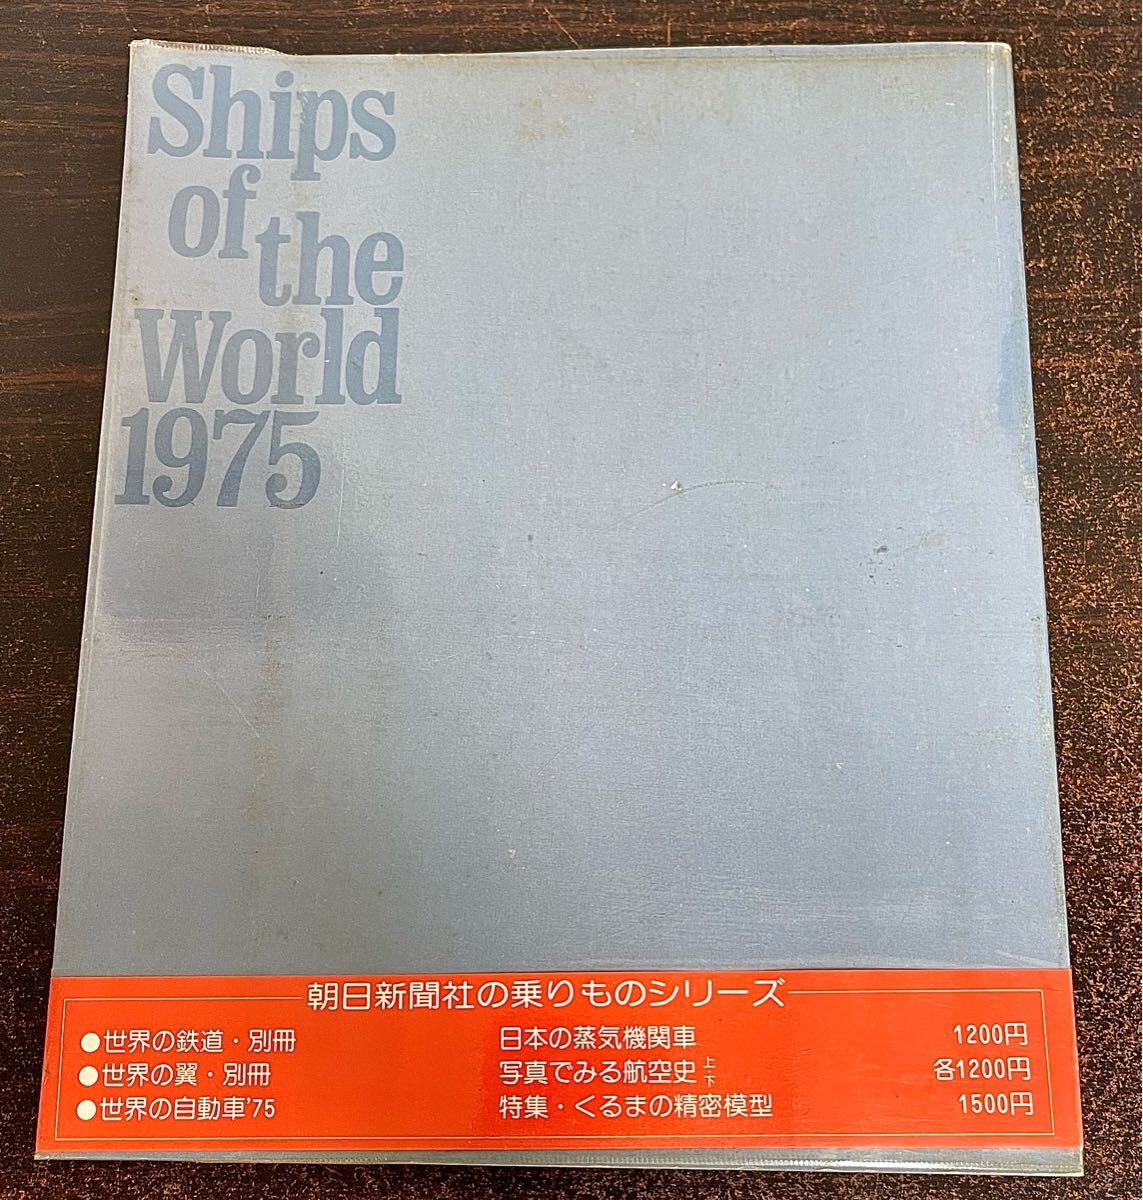 Ships
of
the
World
1975
朝日新聞社の乗りものシリーズ
●世界の鉄道・別冊 日本の蒸気機関車 1200円
●世界の翼・別冊 写真でみる航空史 上・下 各1200円
●世界の自動車'75 特集・くるまの精密模型 1500円